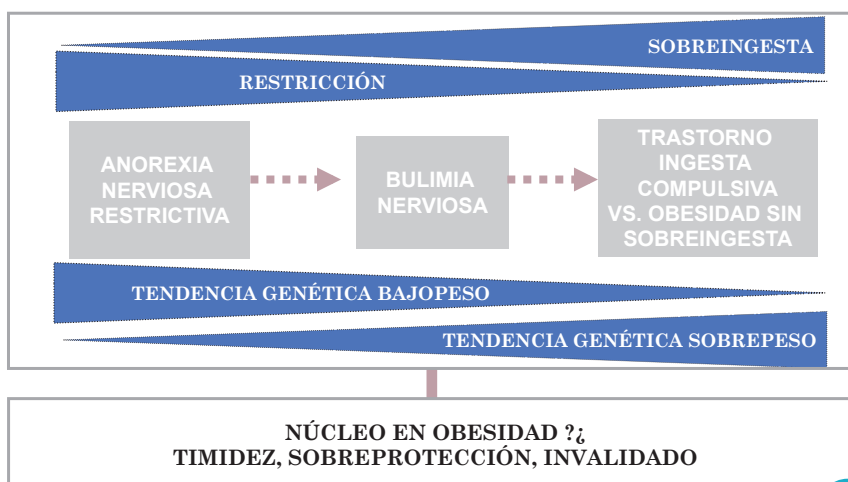 SOBREINGESTA
RESTRICCIÓN
ANOREXIA
NERVIOSA
RESTRICTIVA
BULIMIA
NERVIOSA
TRASTORNO
INGESTA
COMPULSIVA
VS. OBESIDAD SIN
SOBREINGESTA
TENDENCIA GENÉTICA BAJOPESO
TENDENCIA GENÉTICA SOBREPESO
NÚCLEO EN OBESIDAD ?¿
TIMIDEZ, SOBREPROTECCIÓN, INVALIDADO